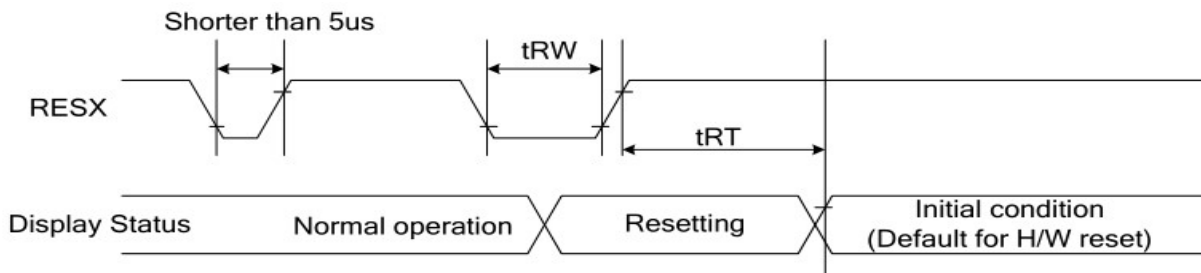 Shorter than 5us
tRW
RESX
tRT
Display Status
Normal operation
Resetting
Initial condition
(Default for H/W reset)